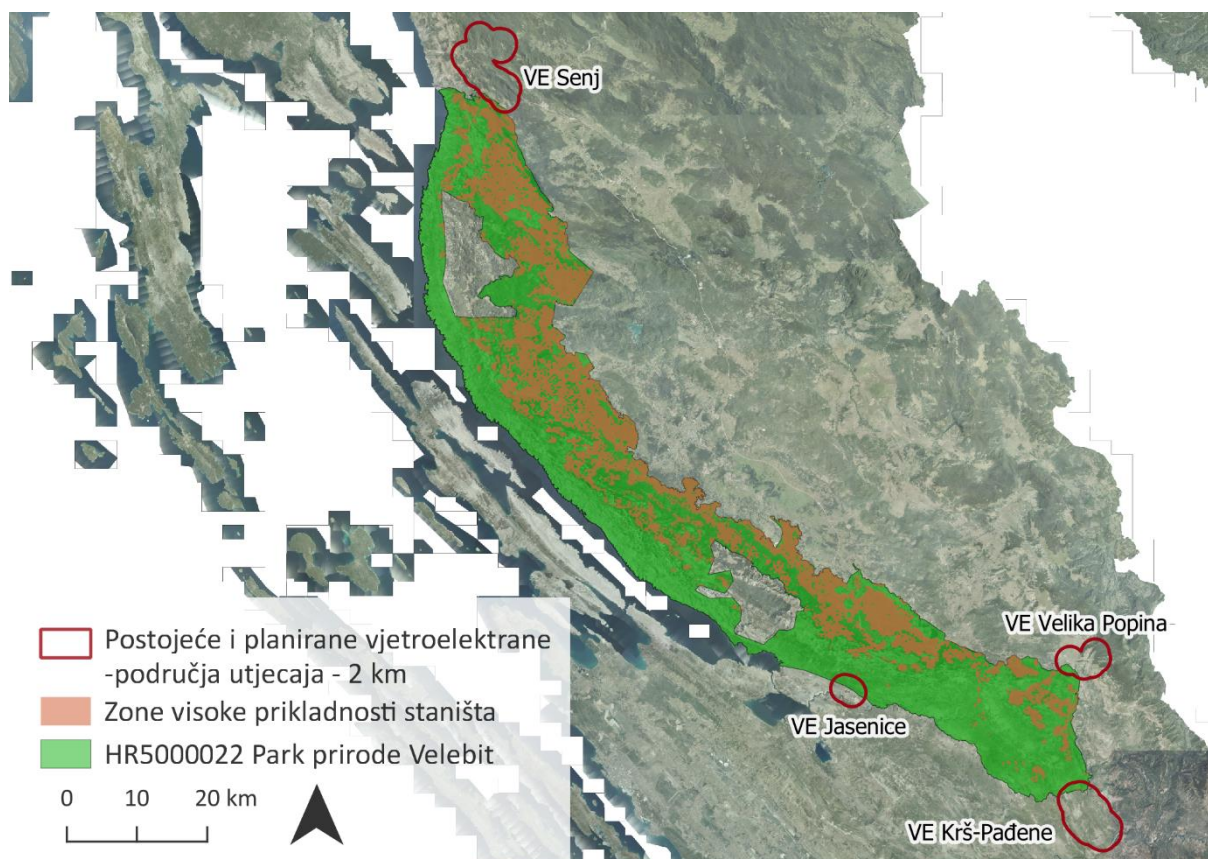 VE Senj
VE Velika Popina
VE Jasenice
VE Krš-Pađene
Postojeće i planirane vjetroelektrane
-područja utjecaja - 2 km
Zone visoke prikladnosti staništa
HR5000022 Park prirode Velebit
0 10 20 km